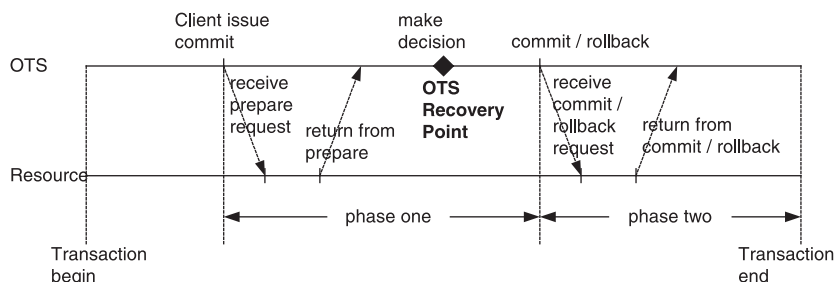 Client issue
commit
make
decision
commit / rollback
OTS
receive
prepare
request
return from
prepare
OTS
Recovery
Point
receive
commit /
rollback
request
return from
commit / rollback
Resource
phase one
phase two
Transaction
begin
Transaction
end